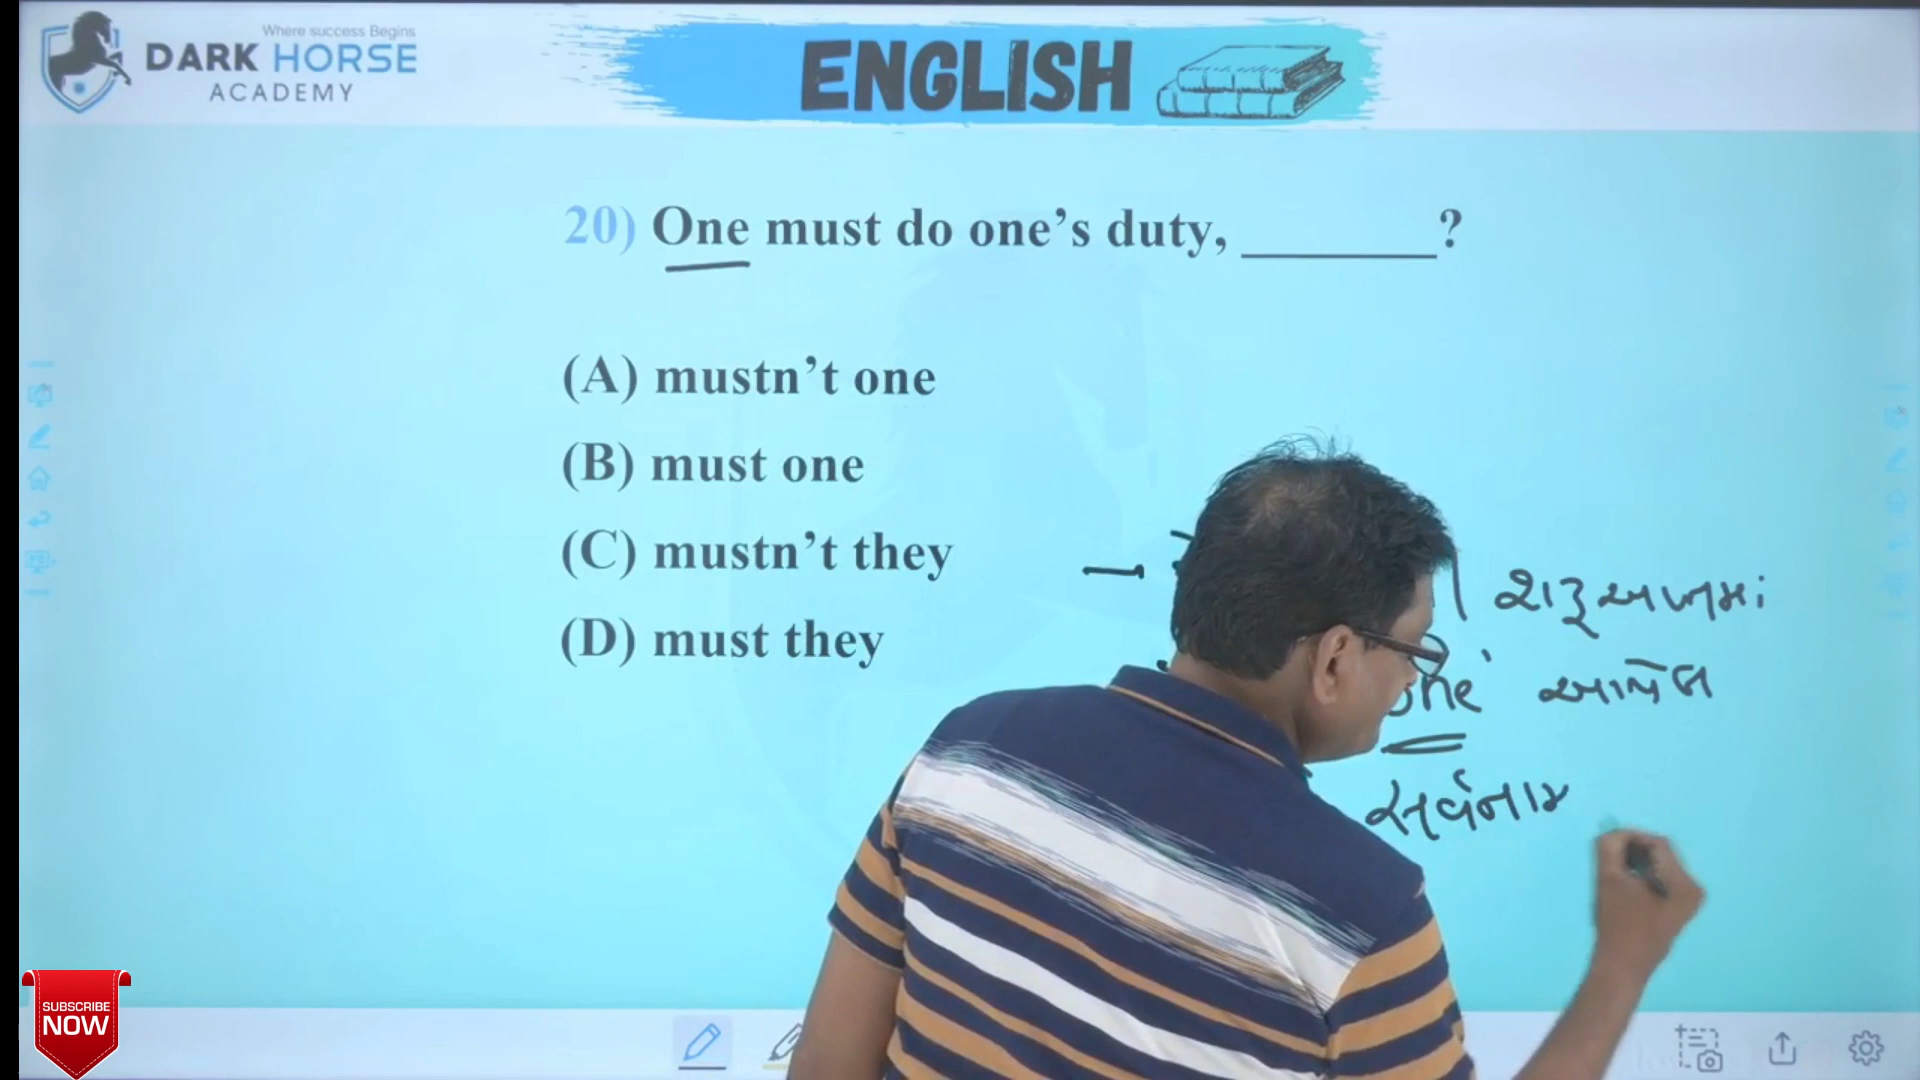 Where success Begins
DARK HORSE
ACADEMY
ENGLISH
20) One must do one’s duty, ________?
(A) mustn’t one
(B) must one
(C) mustn’t they
(D) must they
શરૂઆતમાં
one' આપેલ
સર્વનામ
SUBSCRIBE
NOW